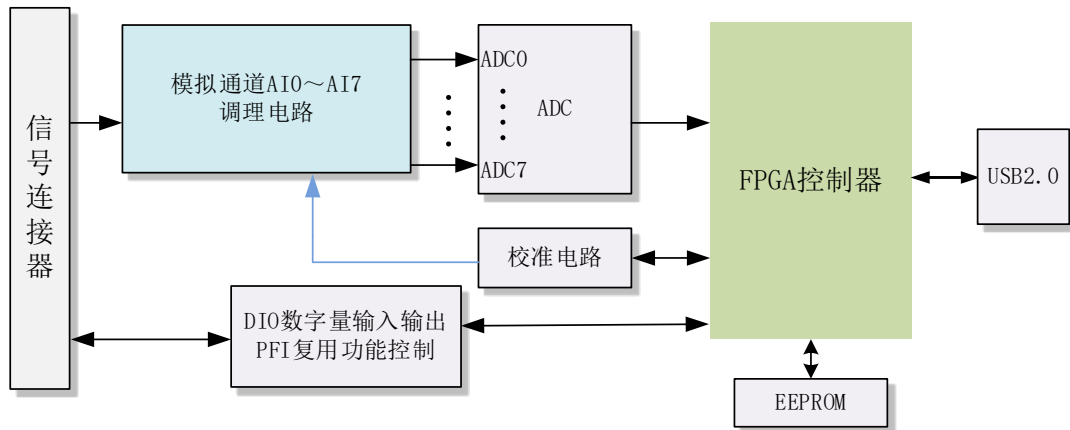 信号连接器
模拟通道AI0～AI7
调理电路
ADC0
ADC
ADC7
FPGA控制器
USB2.0
校准电路
DIO数字量输入输出
PFI复用功能控制
EEPROM